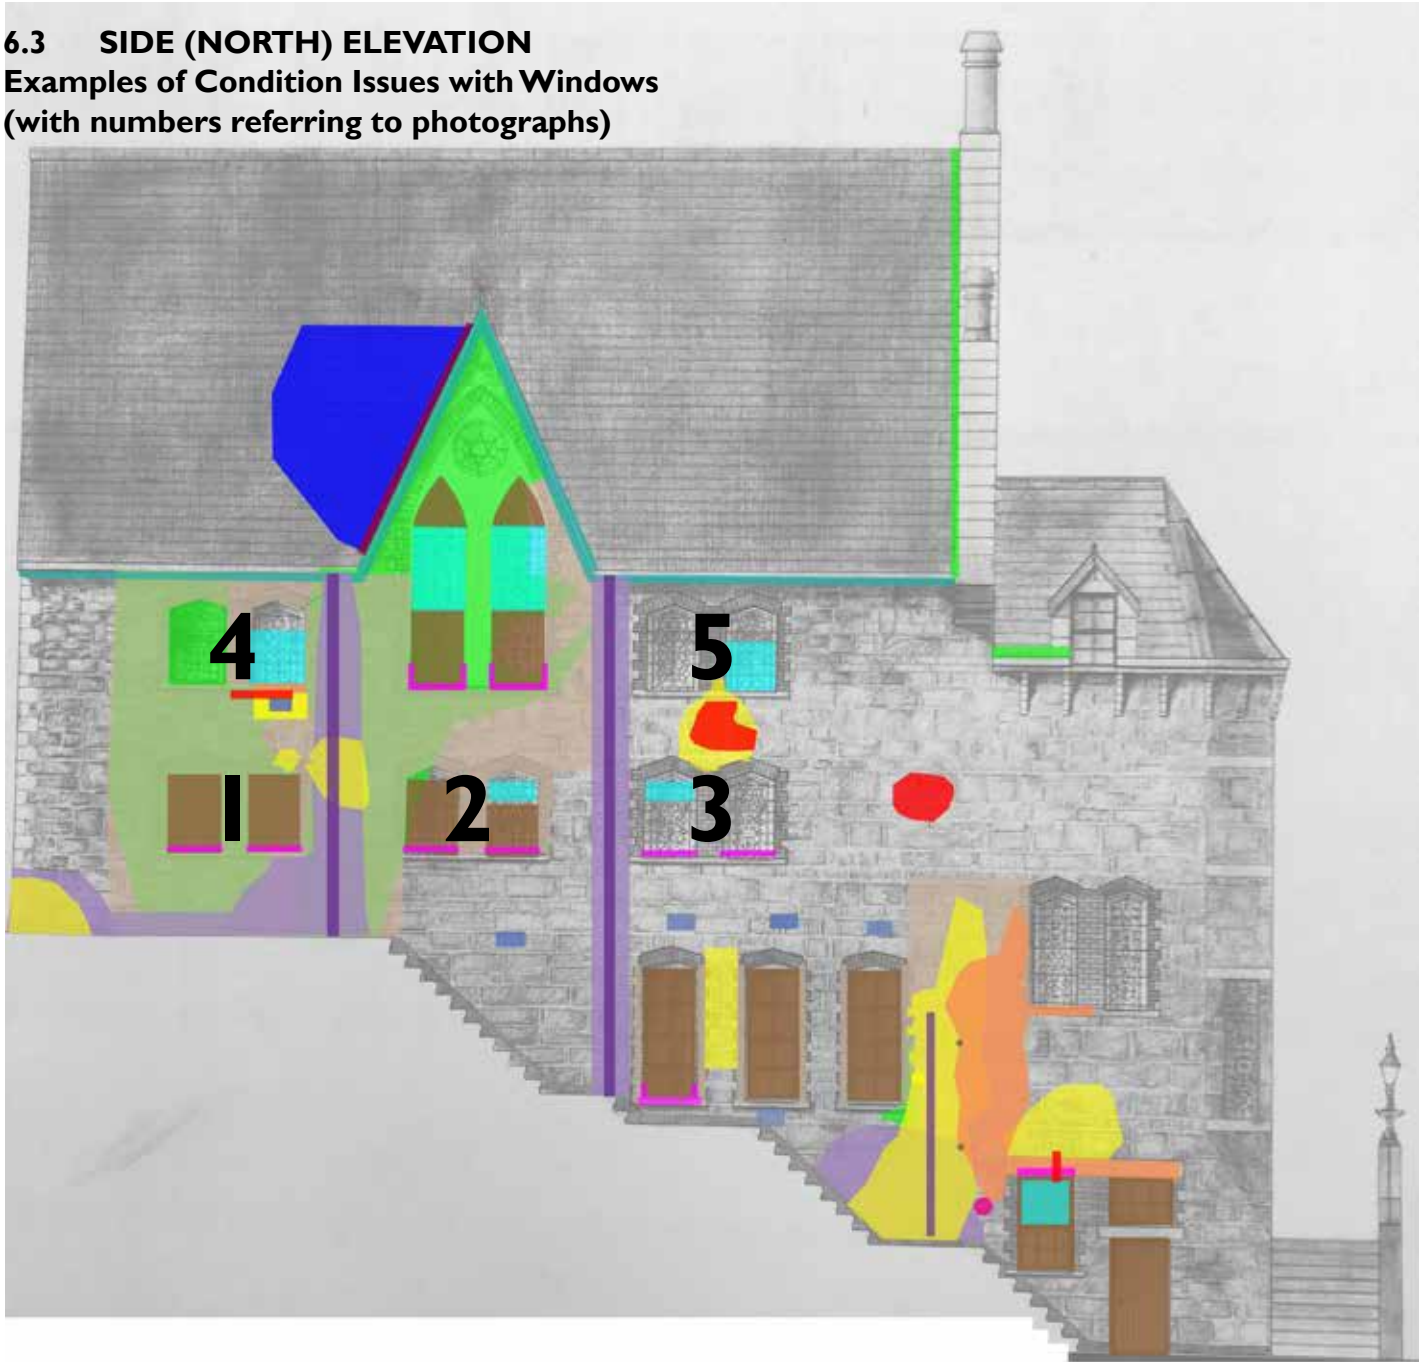 6.3 SIDE (NORTH) ELEVATION
Examples of Condition Issues with Windows
(with numbers referring to photographs)
4
5
1
2
3